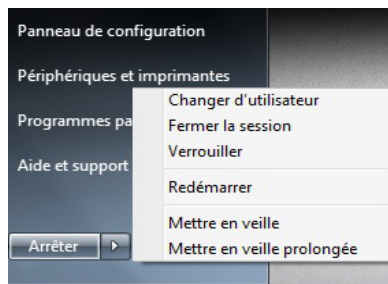 Panneau de configuration
Périphériques et imprimantes
Changer d'utilisateur
Programmes pa
Fermer la session
Verrouiller
Aide et support
Redémarrer
Mettre en veille
Arrêter
Mettre en veille prolongée